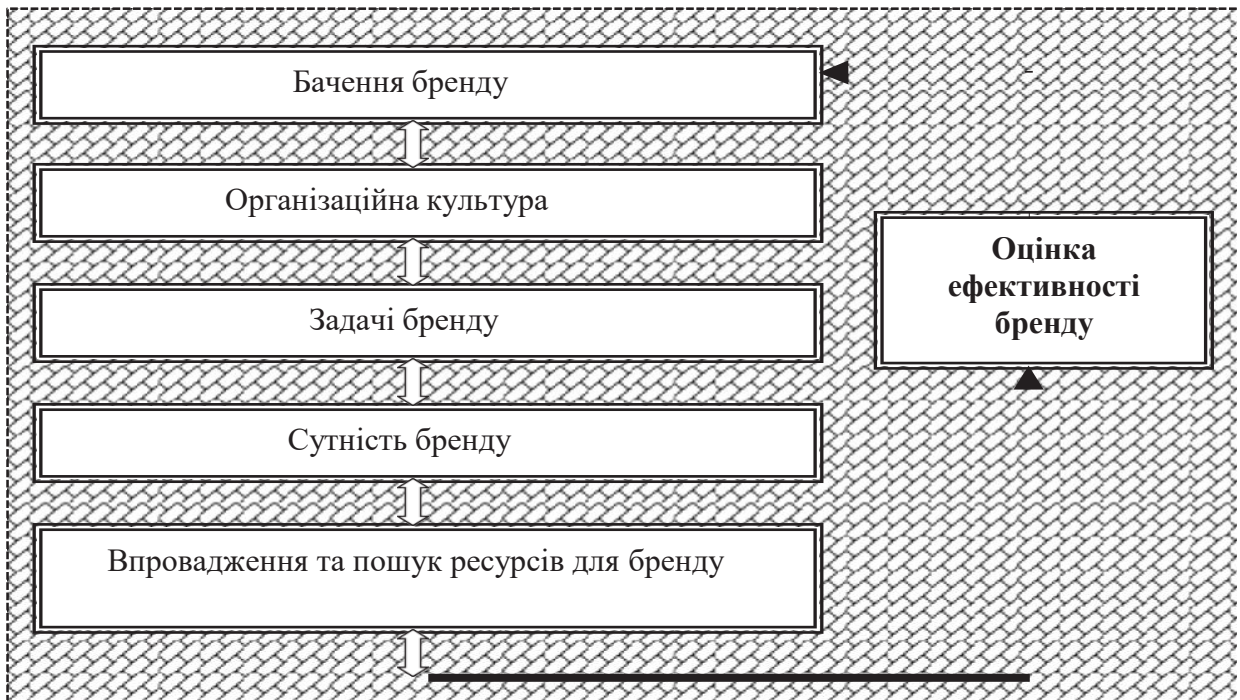 Бачення бренду
Організаційна культура
Задачі бренду
Сутність бренду
Впровадження та пошук ресурсів для бренду
Оцінка
ефективності
бренду